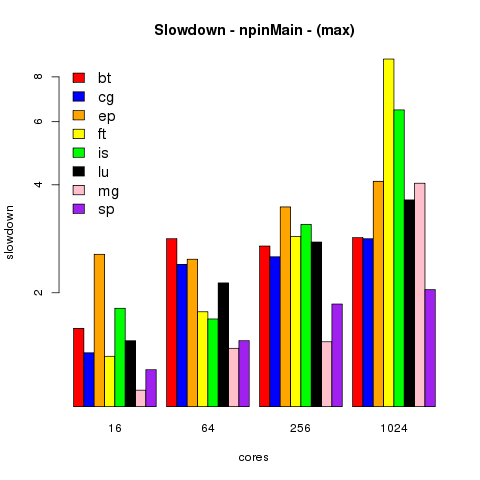 Slowdown - npinMain - (max)
8
6
4
2
slowdown
bt
cg
ep
ft
is
lu
mg
sp
16
64
256
1024
cores